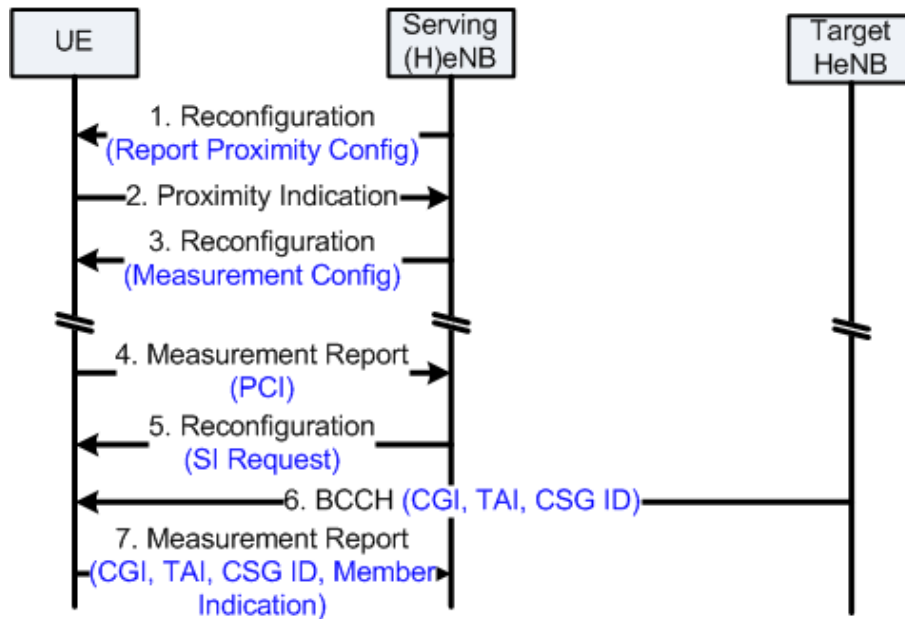 UE
Serving
(H)eNB
Target
HeNB
1. Reconfiguration
(Report Proximity Config)
2. Proximity Indication
3. Reconfiguration
(Measurement Config)
4. Measurement Report
(PCI)
5. Reconfiguration
(SI Request)
6. BCCH (CGI, TAI, CSG ID)
7. Measurement Report
(CGI, TAI, CSG ID, Member
Indication)